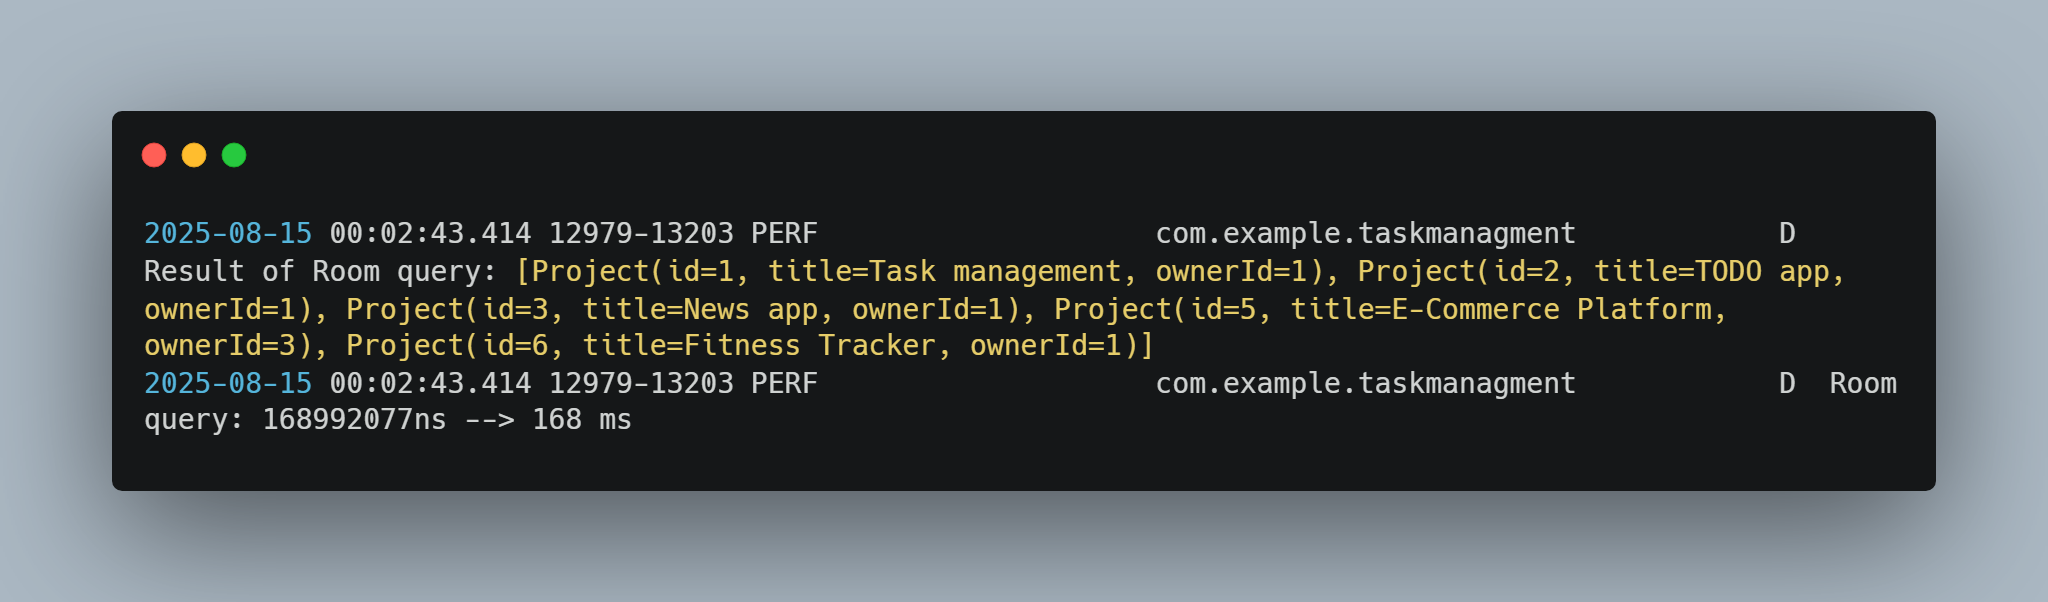 2025-08-15 00:02:43.414 12979-13203 PERF                    com.example.taskmanagment            D
Result of Room query: [Project(id=1, title=Task management, ownerId=1), Project(id=2, title=TODO app,
ownerId=1), Project(id=3, title=News app, ownerId=1), Project(id=5, title=E-Commerce Platform,
ownerId=3), Project(id=6, title=Fitness Tracker, ownerId=1)]
2025-08-15 00:02:43.414 12979-13203 PERF                    com.example.taskmanagment            D  Room
query: 168992077ns --> 168 ms